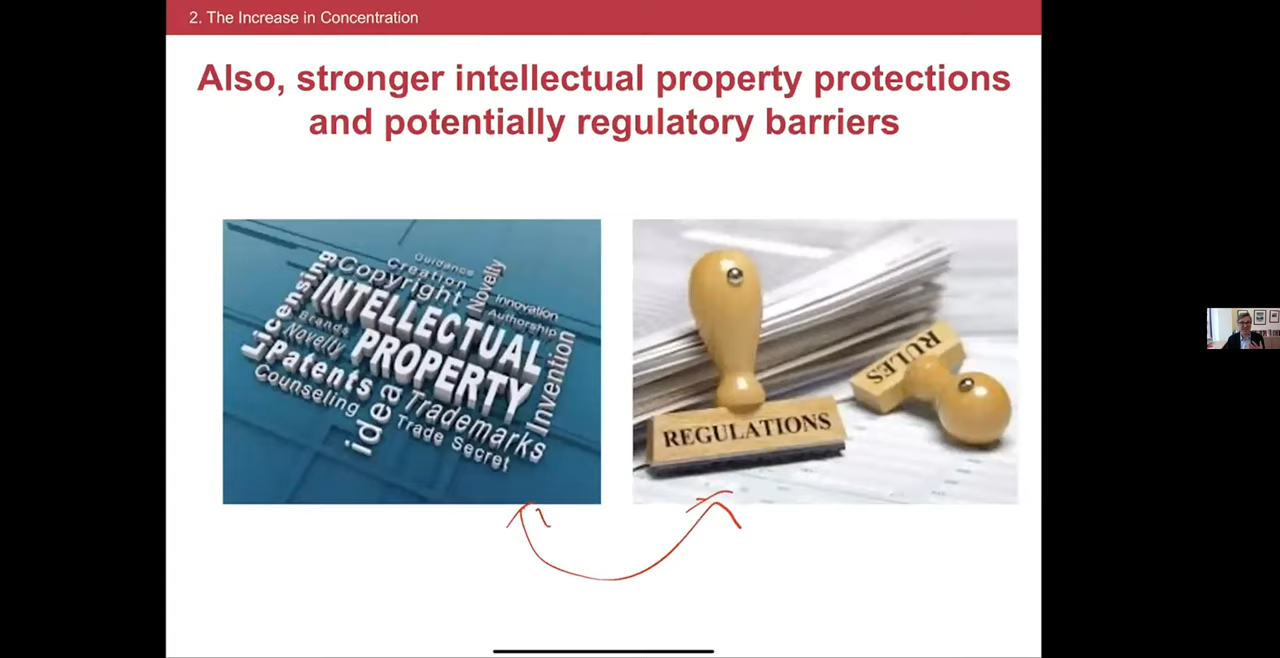 2. The Increase in Concentration
Also, stronger intellectual property protections
and potentially regulatory barriers
Guidance
Creation
Novelty
Copyright
Innovation
Licensing
INTELLECTUAL
Authorship
Brands
Novelty
PROPERTY
Invention
Patents
Counseling
idea
Trademarks
Trade Secret
RULES
REGULATIONS